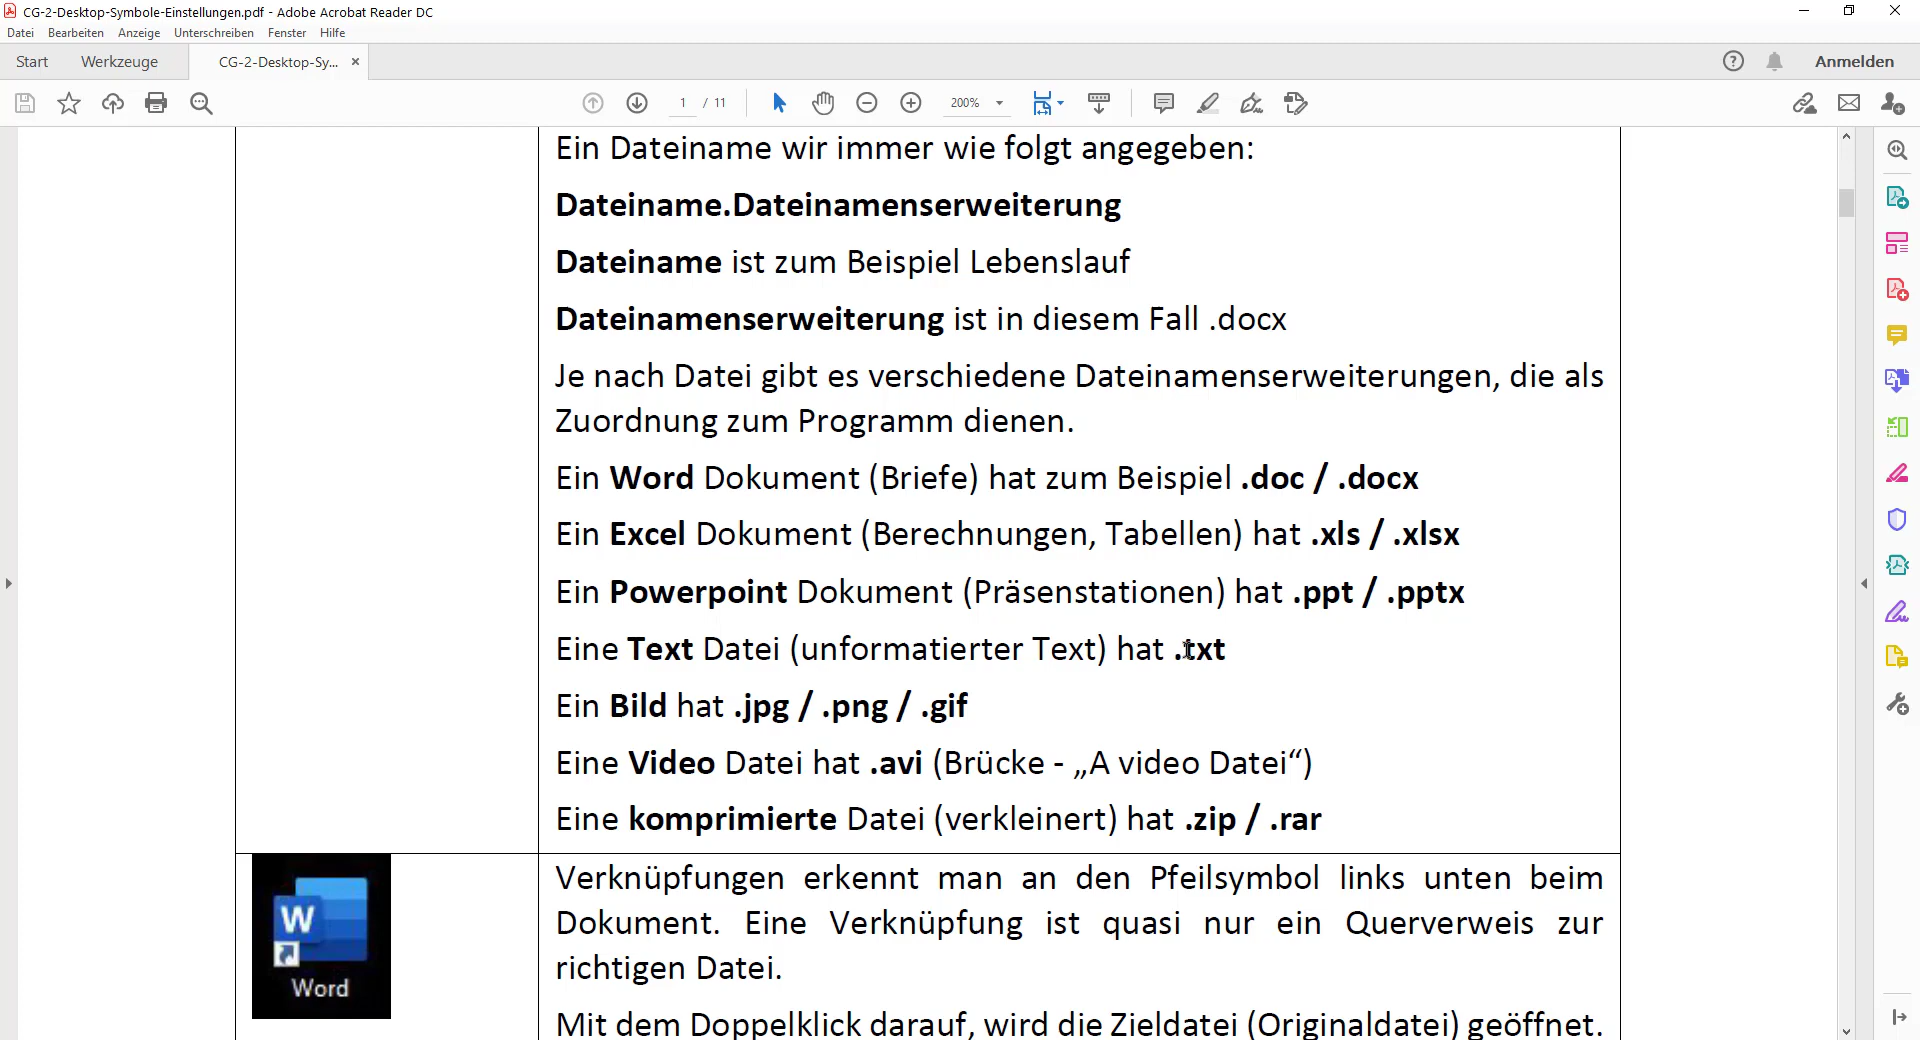 CG-2-Desktop-Symbole-Einstellungen.pdf - Adobe Acrobat Reader DC
Datei Bearbeiten Anzeige Unterschreiben Fenster Hilfe
Start Werkzeuge CG-2-Desktop-Sy... Anmelden
1 / 11 200%
Ein Dateiname wir immer wie folgt angegeben:
Dateiname.Dateinamenserweiterung
Dateiname ist zum Beispiel Lebenslauf
Dateinamenserweiterung ist in diesem Fall .docx
Je nach Datei gibt es verschiedene Dateinamenserweiterungen, die als
Zuordnung zum Programm dienen.
Ein Word Dokument (Briefe) hat zum Beispiel .doc / .docx
Ein Excel Dokument (Berechnungen, Tabellen) hat .xls / .xlsx
Ein Powerpoint Dokument (Präsenstationen) hat .ppt / .pptx
Eine Text Datei (unformatierter Text) hat .txt
Ein Bild hat .jpg / .png / .gif
Eine Video Datei hat .avi (Brücke - „A video Datei“)
Eine komprimierte Datei (verkleinert) hat .zip / .rar
W
Word
Verknüpfungen erkennt man an den Pfeilsymbol links unten beim
Dokument. Eine Verknüpfung ist quasi nur ein Querverweis zur
richtigen Datei.
Mit dem Doppelklick darauf, wird die Zieldatei (Originaldatei) geöffnet.